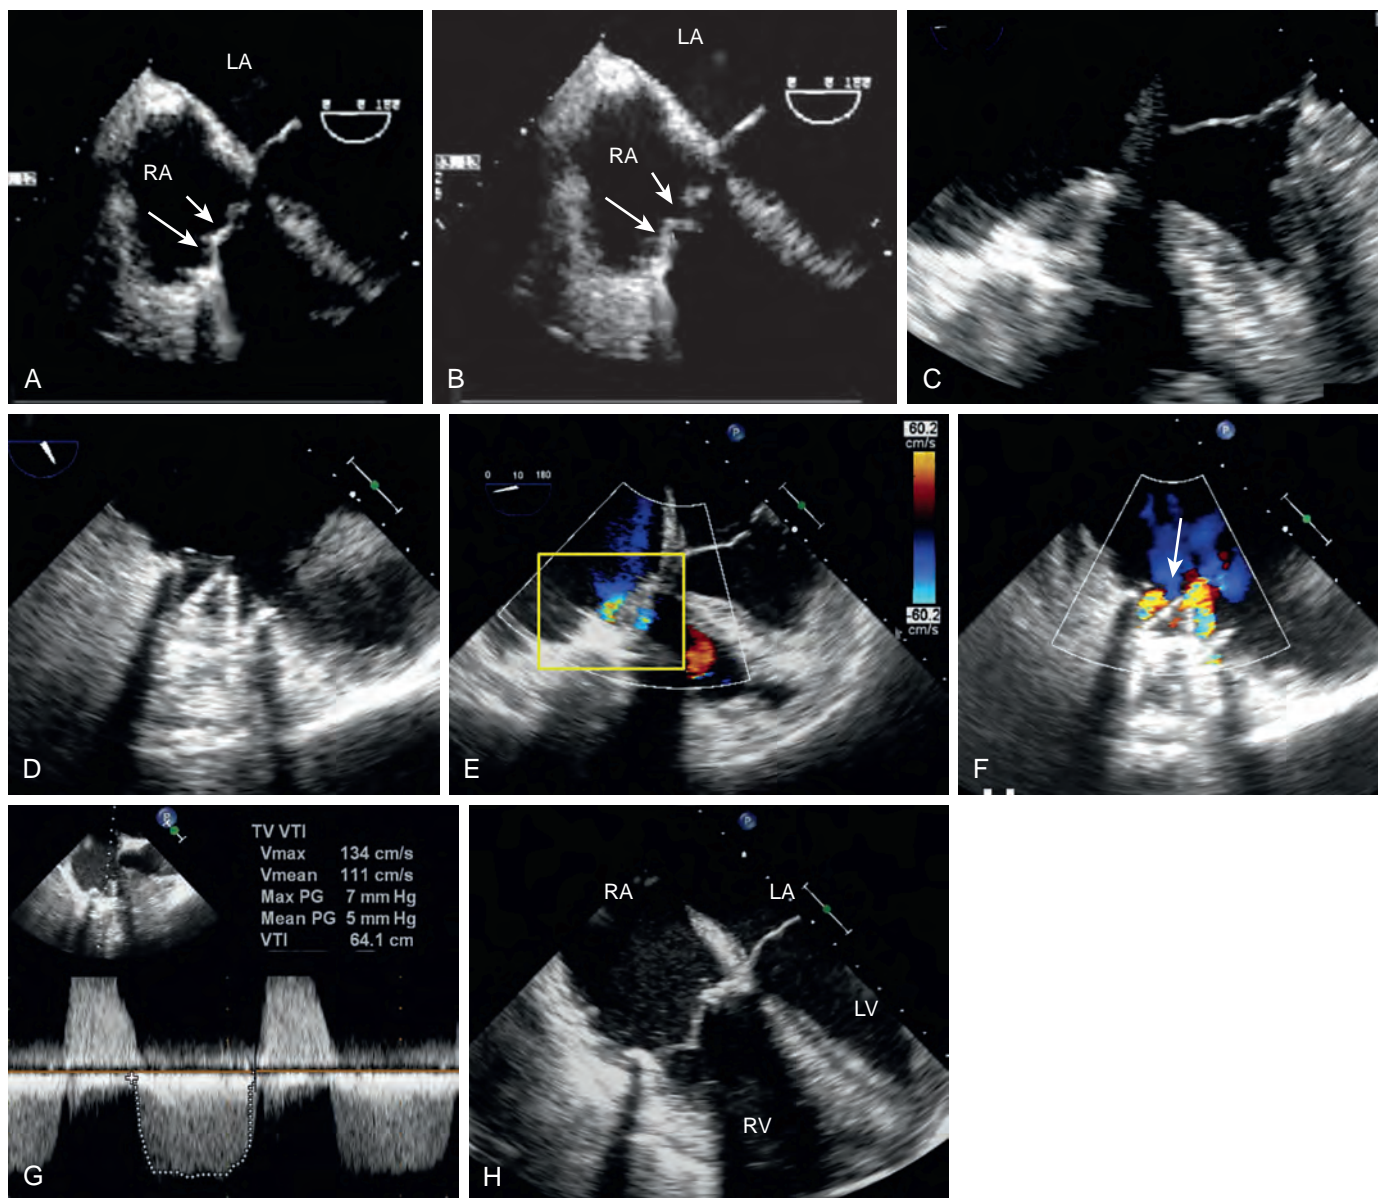 LA
RA
12
A
LA
RA
B
C
D
60.2
cm/s
0 10 180
-60.2
cm/s
P
E
P
F
P
TV VTI
Vmax 134 cm/s
Vmean 111 cm/s
Max PG 7 mm Hg
Mean PG 5 mm Hg
VTI 64.1 cm
G
P
RA
LA
LV
RV
H